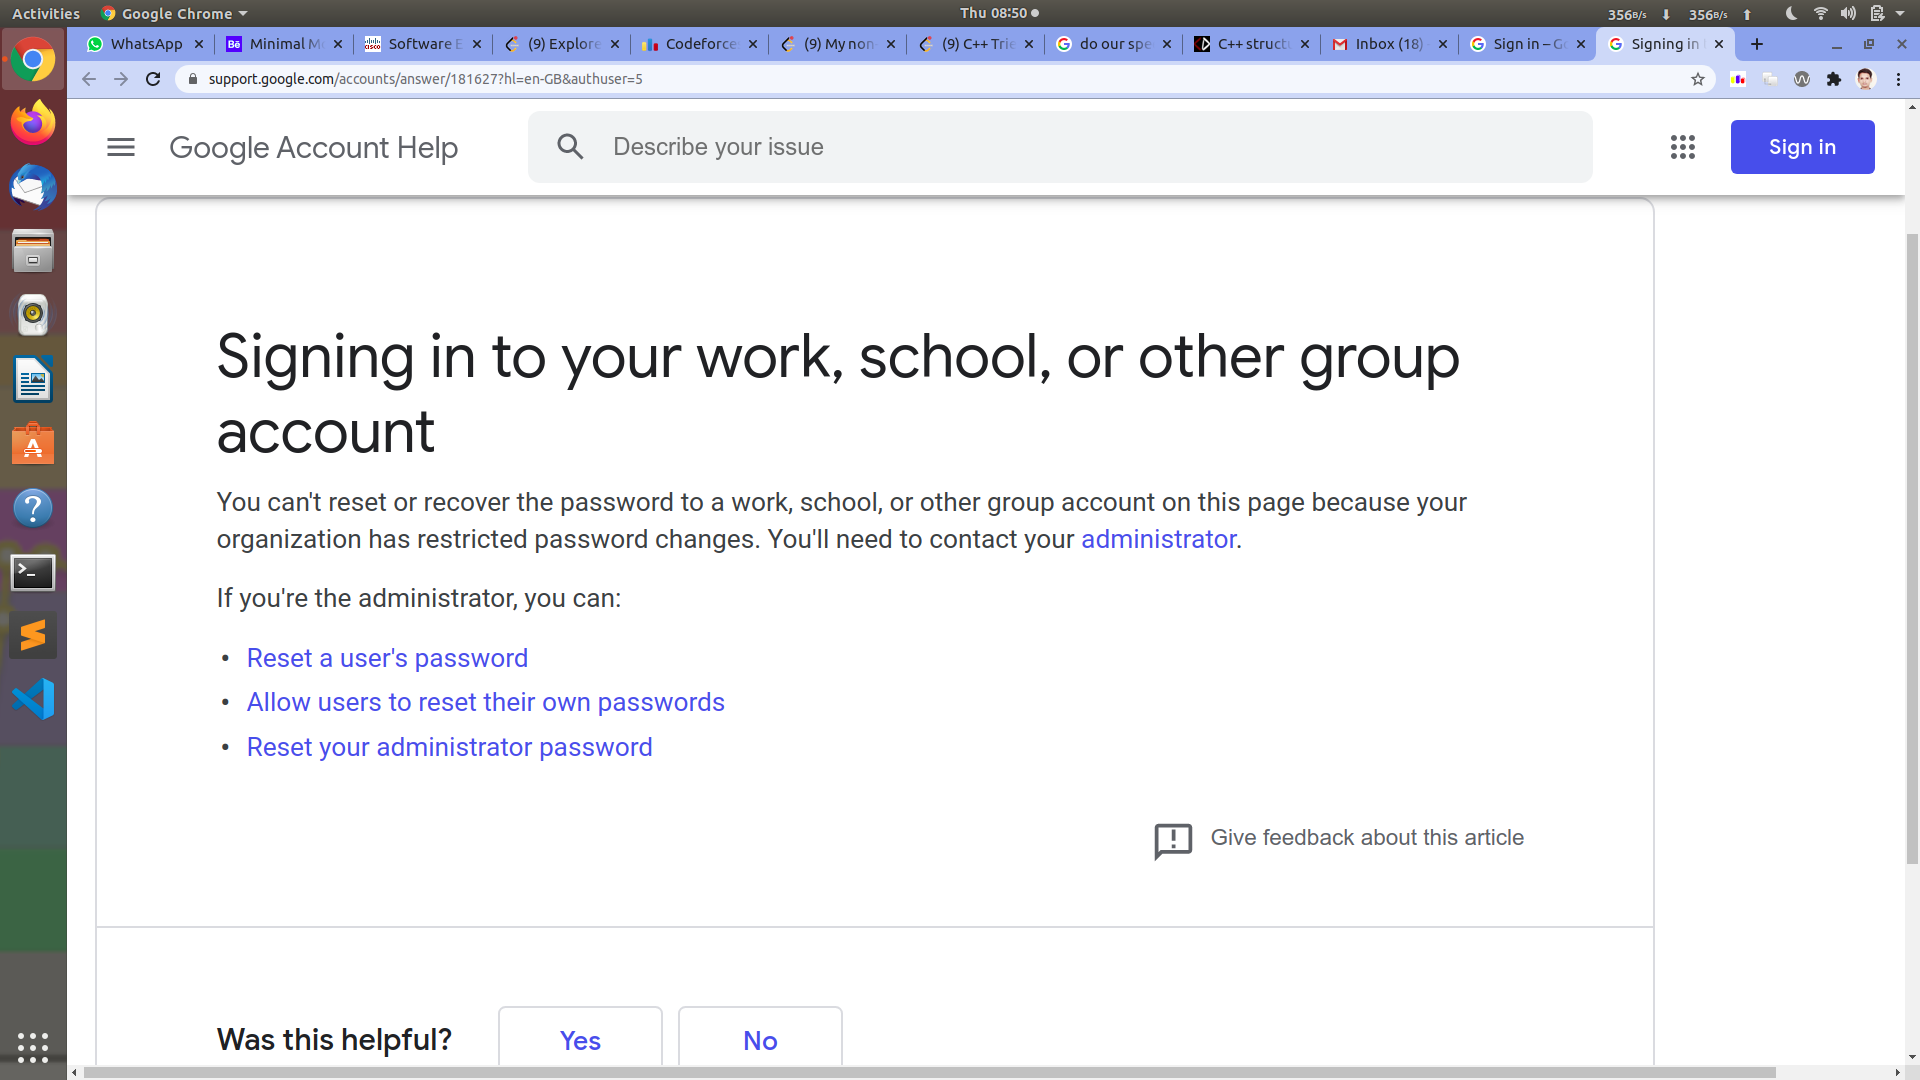 Activities Google Chrome Thu 08:50 356B/s 356B/s
WhatsApp Minimal Mo Software E (9) Explore Codeforces (9) My non (9) C++ Trie do our spe C++ struct Inbox (18) Sign in – Go Signing in
support.google.com/accounts/answer/181627?hl=en-GB&authuser=5
Google Account Help Describe your issue Sign in
Signing in to your work, school, or other group
account
You can't reset or recover the password to a work, school, or other group account on this page because your
organization has restricted password changes. You'll need to contact your administrator.
If you're the administrator, you can:
• Reset a user's password
• Allow users to reset their own passwords
• Reset your administrator password
Give feedback about this article
Was this helpful? Yes No